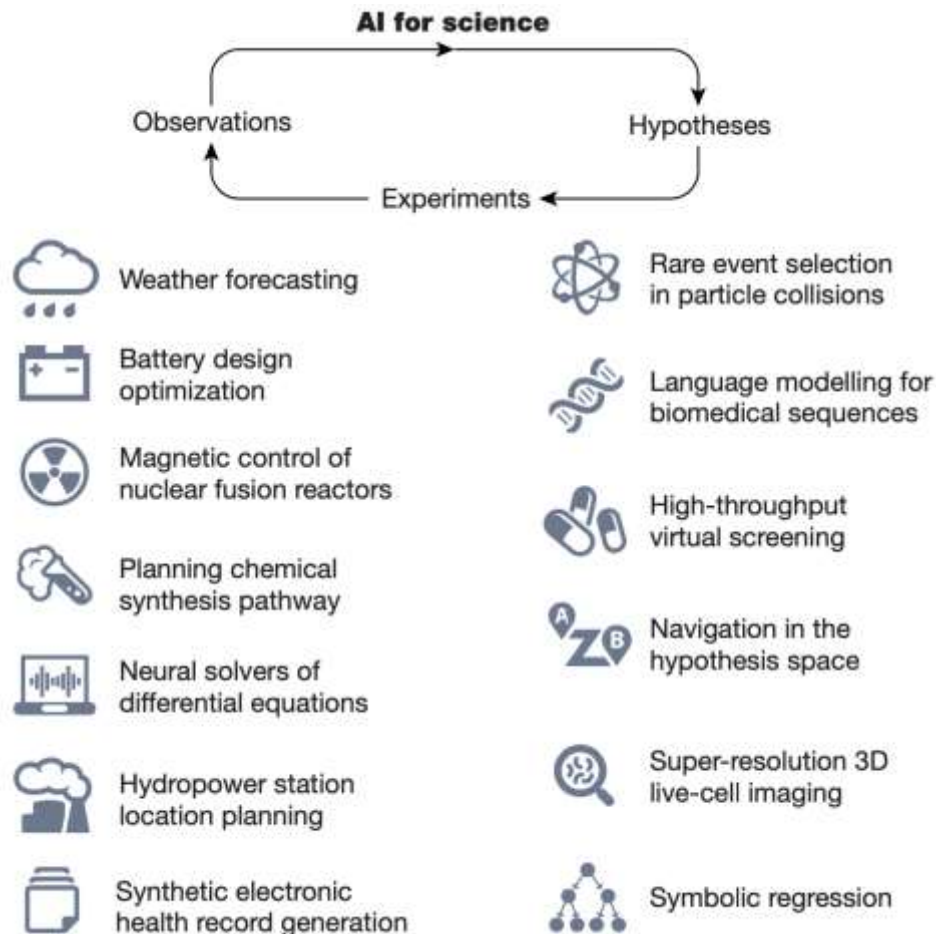 AI for science
Observations
Hypotheses
Experiments
Weather forecasting
Battery design
optimization
Magnetic control of
nuclear fusion reactors
Planning chemical
synthesis pathway
Neural solvers of
differential equations
Hydropower station
location planning
Synthetic electronic
health record generation
Rare event selection
in particle collisions
Language modelling for
biomedical sequences
High-throughput
virtual screening
A
Z
B
Navigation in the
hypothesis space
Super-resolution 3D
live-cell imaging
Symbolic regression